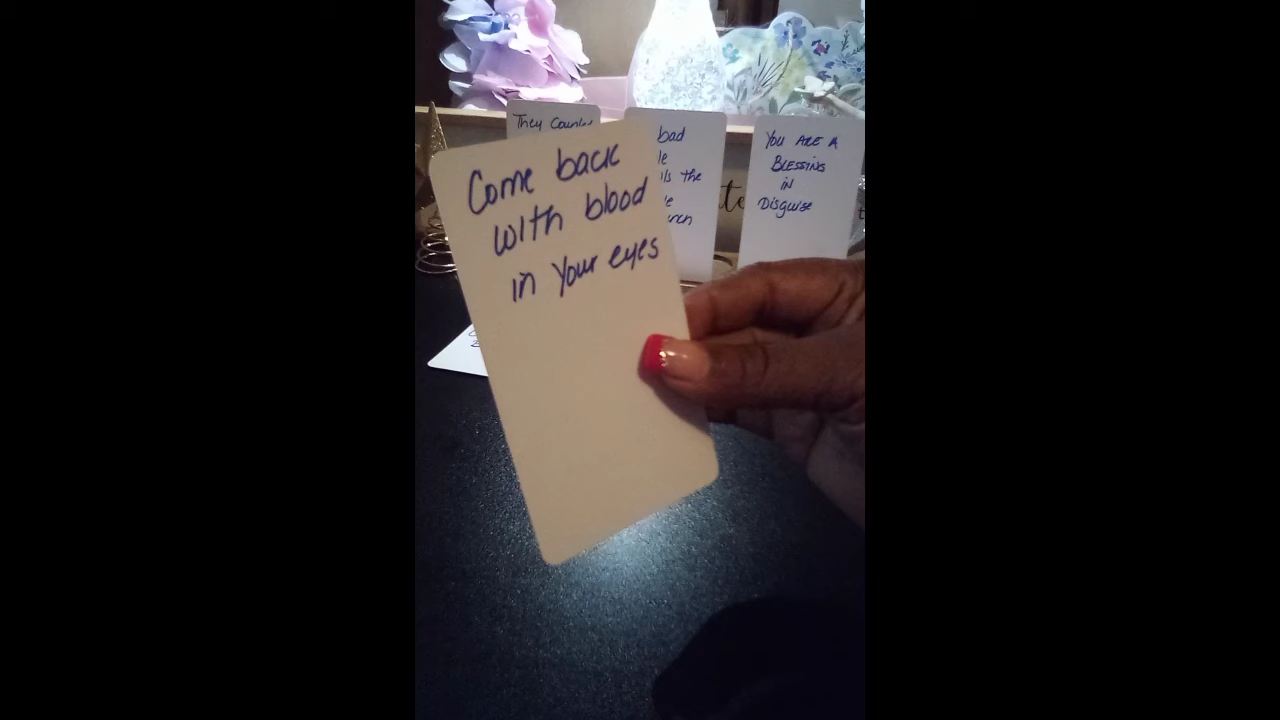 Come back
with blood
in your eyes
They
bad
the
YOU ARE A
BLESSING
IN
DISGUISE